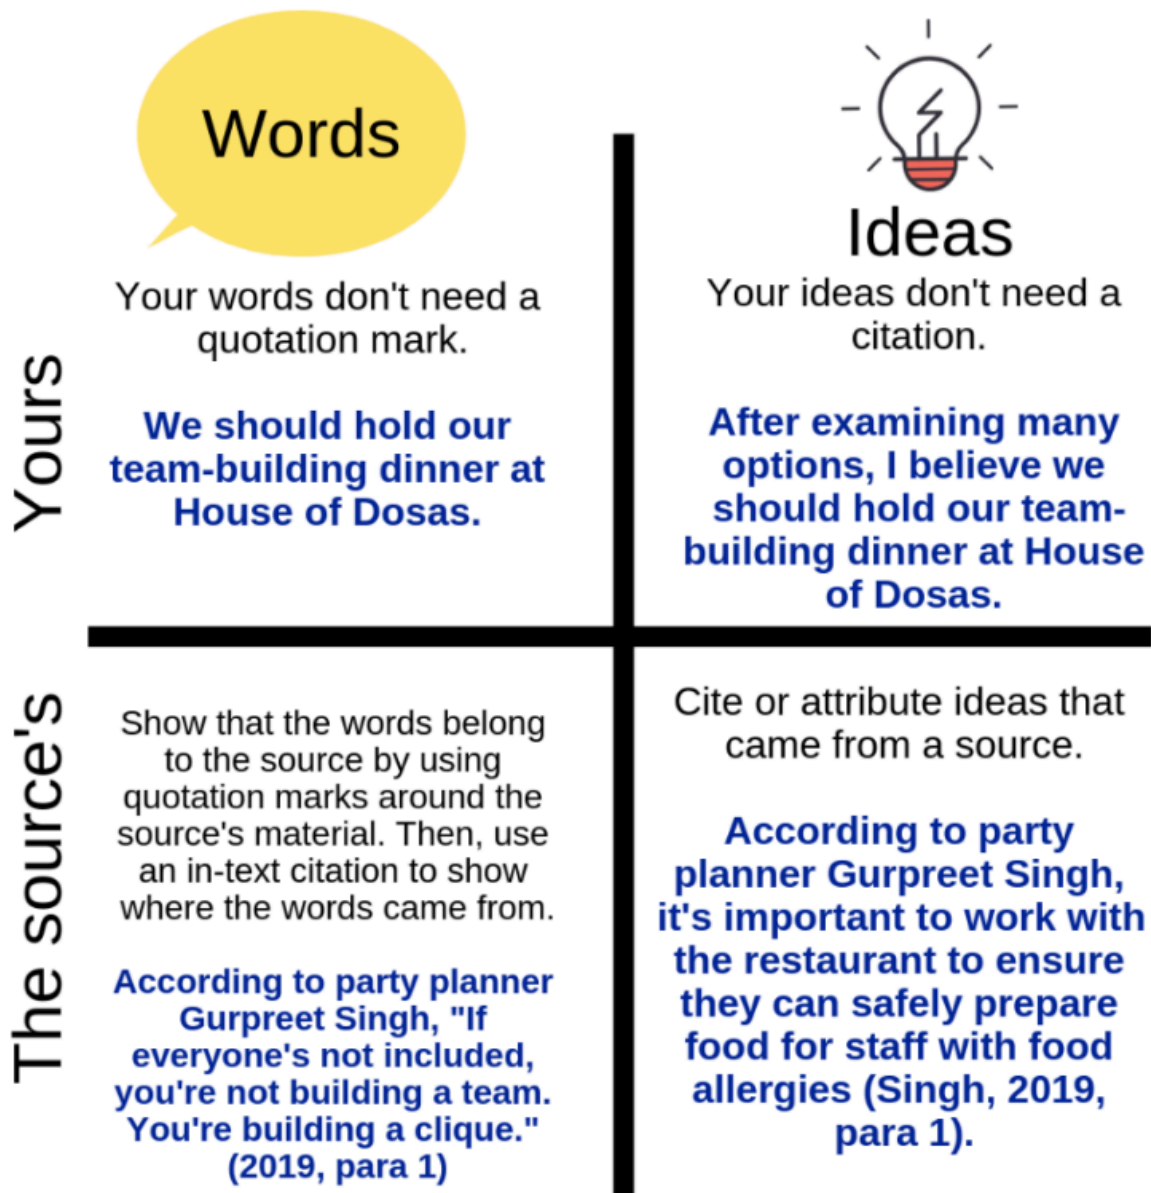 Words
Ideas
Yours
Your words don't need a
quotation mark.
We should hold our
team-building dinner at
House of Dosas.
Your ideas don't need a
citation.
After examining many
options, I believe we
should hold our team-
building dinner at House
of Dosas.
The source's
Show that the words belong
to the source by using
quotation marks around the
source's material. Then, use
an in-text citation to show
where the words came from.
According to party planner
Gurpreet Singh, "If
everyone's not included,
you're not building a team.
You're building a clique."
(2019, para 1)
Cite or attribute ideas that
came from a source.
According to party
planner Gurpreet Singh,
it's important to work with
the restaurant to ensure
they can safely prepare
food for staff with food
allergies (Singh, 2019,
para 1).